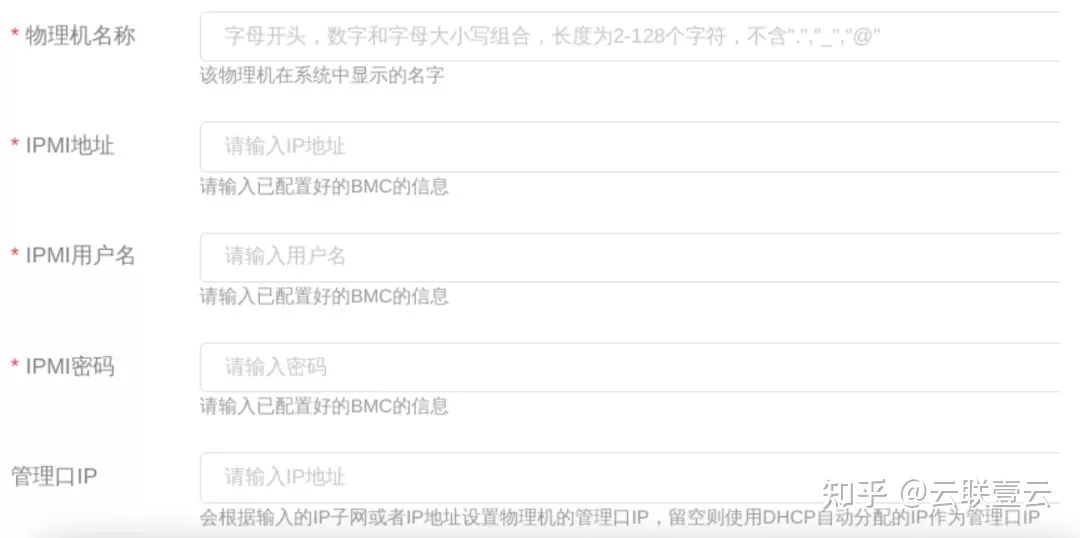 * 物理机名称 字母开头，数字和字母大小写组合，长度为2-128个字符，不含".","_","@"
该物理机在系统中显示的名字
* IPMI地址 请输入IP地址
请输入已配置好的BMC的信息
* IPMI用户名 请输入用户名
请输入已配置好的BMC的信息
* IPMI密码 请输入密码
请输入已配置好的BMC的信息
管理口IP 请输入IP地址
知乎 @云联壹云
会根据输入的IP子网或者IP地址设置物理机的管理口IP，留空则使用DHCP自动分配的IP作为管理口IP